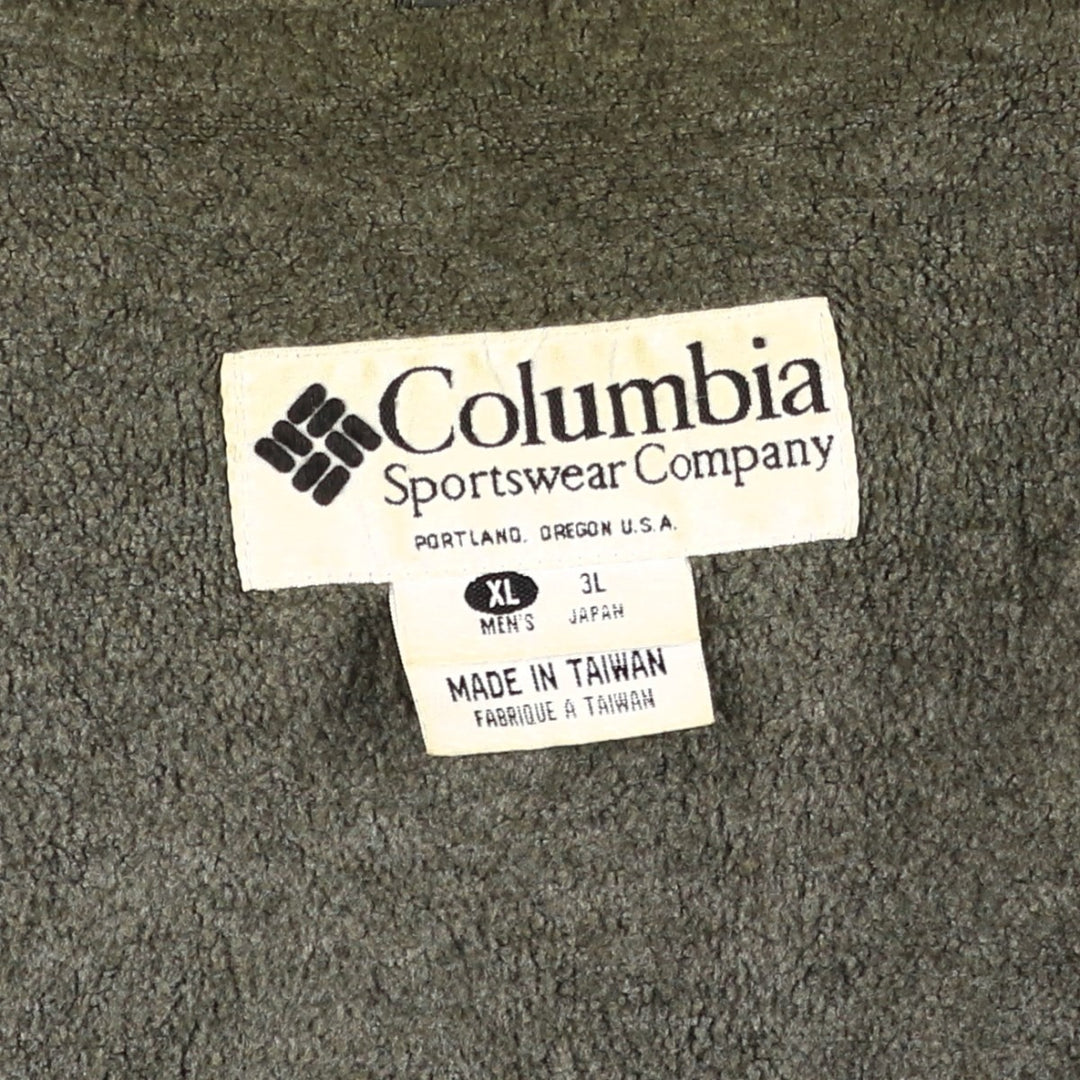 Columbia
Sportswear Company
PORTLAND. OREGON U.S.A.
XL 3L
MEN'S JAPAN
MADE IN TAIWAN
FABRIQUE A TAIWAN